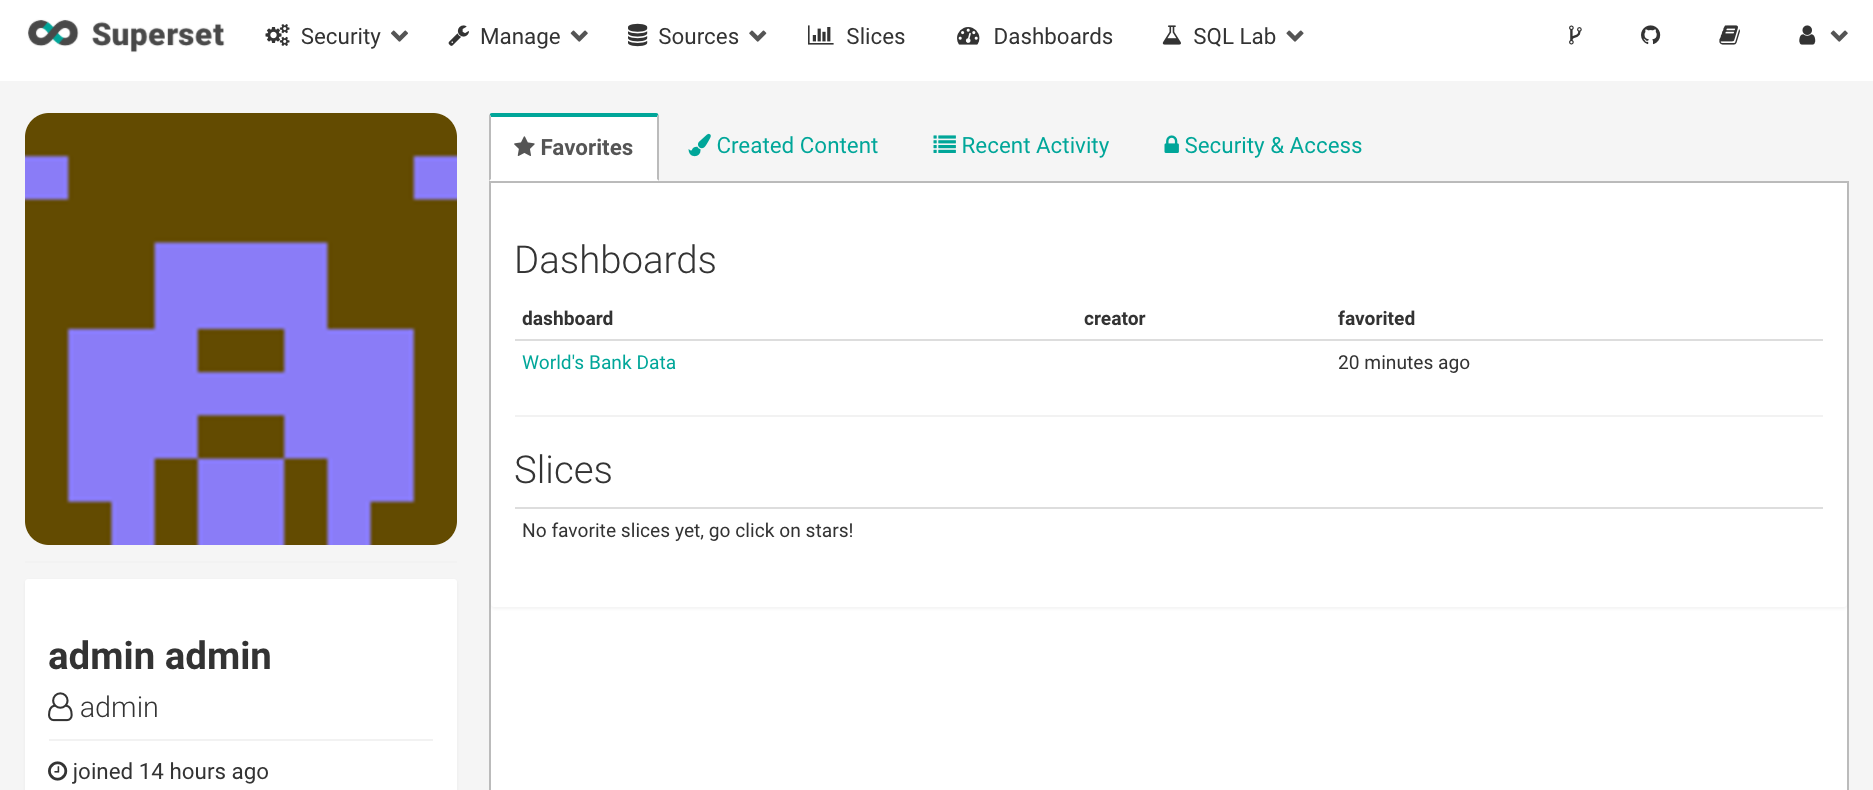 Superset Security Manage Sources Slices Dashboards SQL Lab
Favorites Created Content Recent Activity Security & Access
Dashboards
dashboard creator favorited
World's Bank Data 20 minutes ago
Slices
No favorite slices yet, go click on stars!
admin admin
admin
joined 14 hours ago